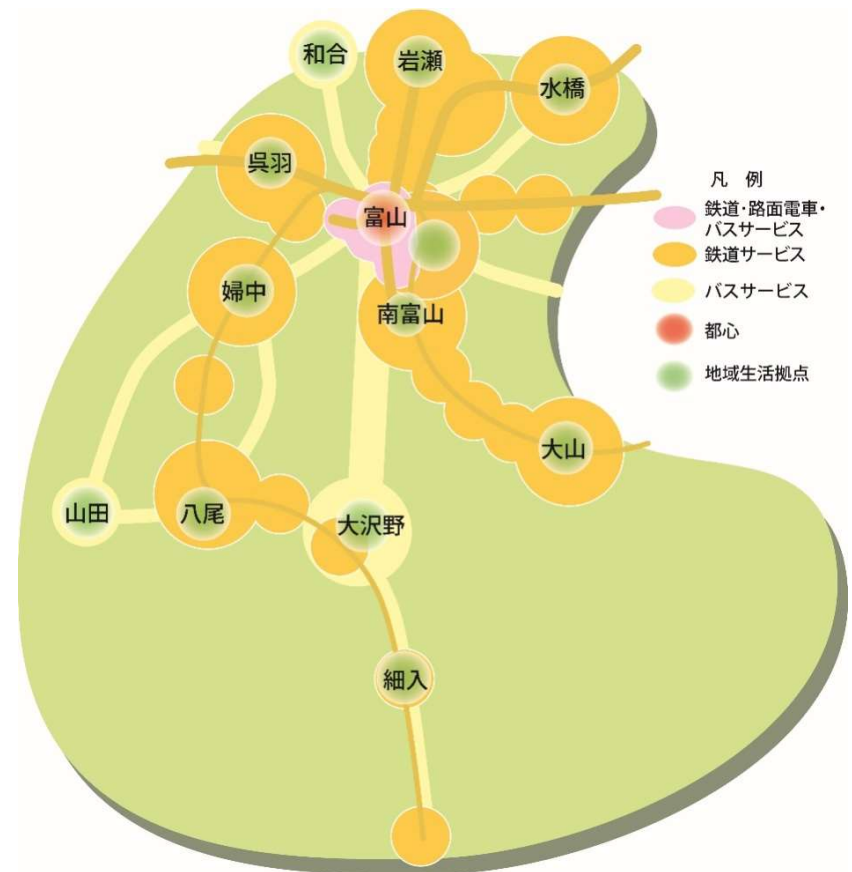 和合
岩瀬
水橋
呉羽
富山
婦中
南富山
大山
山田
八尾
大沢野
細入
凡 例
鉄道・路面電車・
バスサービス
鉄道サービス
バスサービス
都心
地域生活拠点